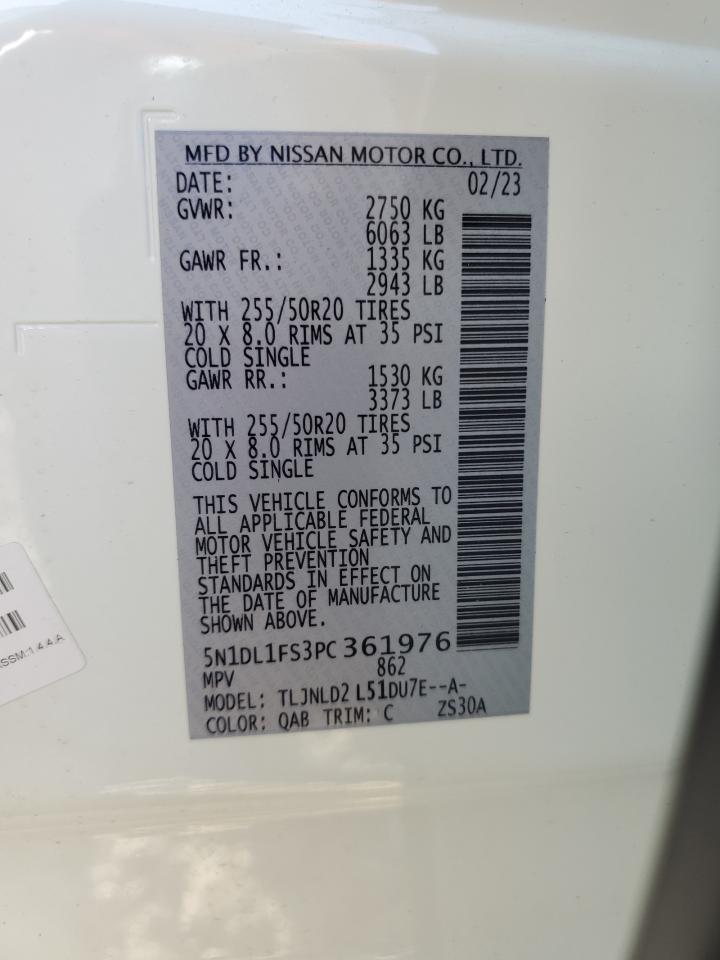 MFD BY NISSAN MOTOR CO., LTD.
DATE: 02/23
GVWR: 2750 KG
6063 LB
GAWR FR.: 1335 KG
2943 LB
WITH 255/50R20 TIRES
20 X 8.0 RIMS AT 35 PSI
COLD SINGLE
GAWR RR.: 1530 KG
3373 LB
WITH 255/50R20 TIRES
20 X 8.0 RIMS AT 35 PSI
COLD SINGLE
THIS VEHICLE CONFORMS TO
ALL APPLICABLE FEDERAL
MOTOR VEHICLE SAFETY AND
THEFT PREVENTION
STANDARDS IN EFFECT ON
THE DATE OF MANUFACTURE
SHOWN ABOVE.
5N1DL1FS3PC361976
MPV 862
MODEL: TLJNLD2 L51DU7E--A-
COLOR: QAB TRIM: C ZS30A